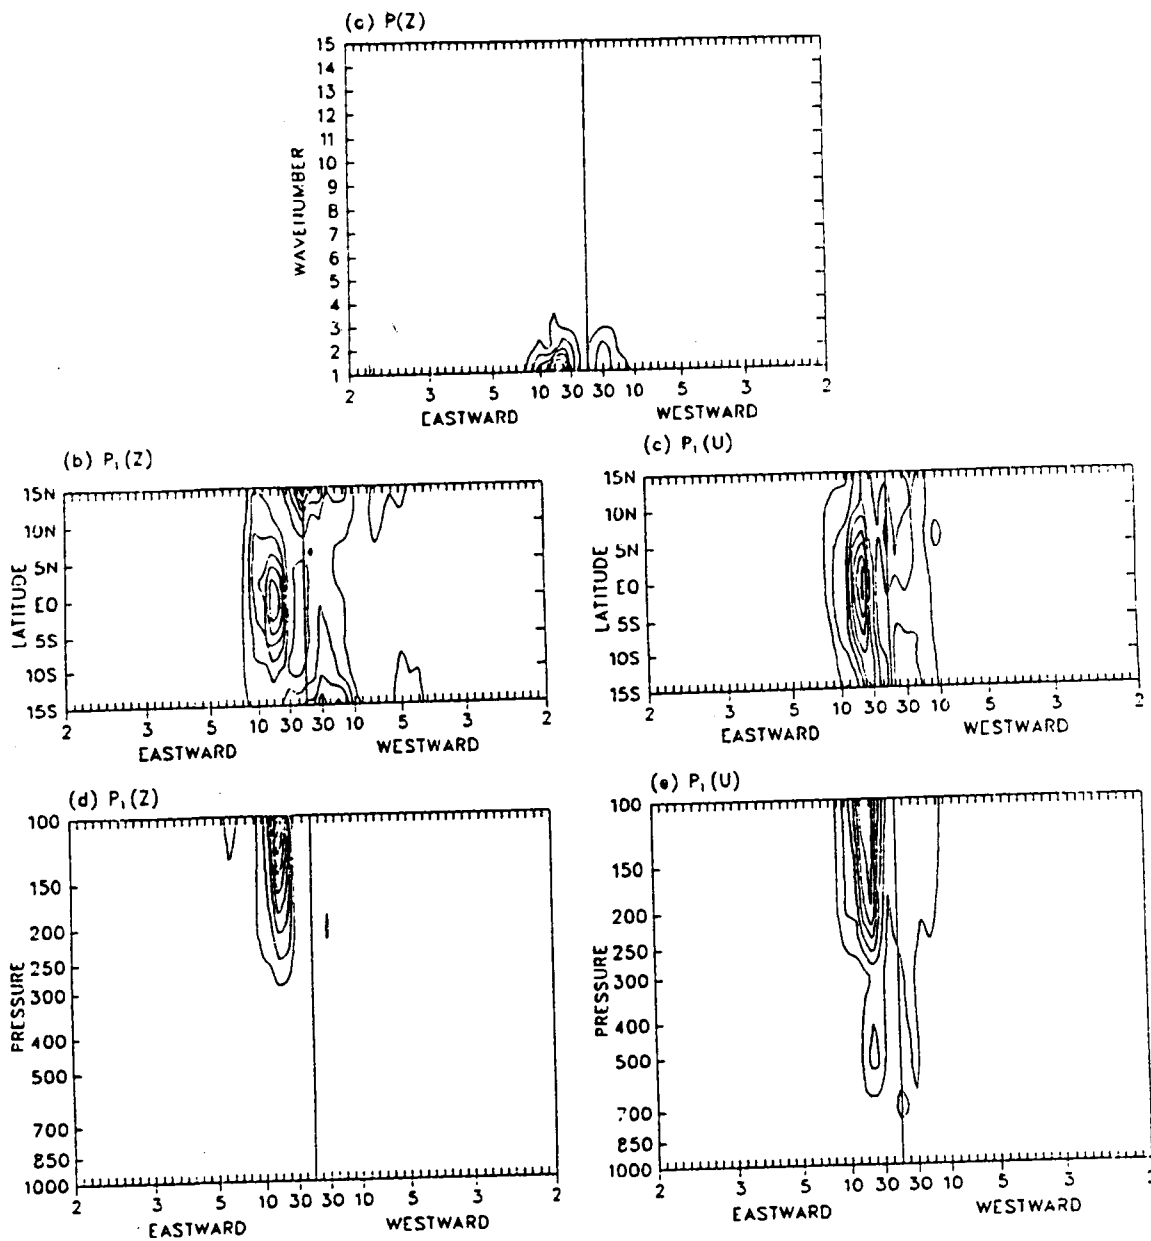 (a) P(Z)
15
14
13
12
11
10
9
8
7
6
5
4
3
2
1
WAVENUMBER
2 3 5 10 30 30 10 5 3 2
EASTWARD WESTWARD
(b) P₁(Z)
15N
10N
5N
EQ
5S
10S
15S
LATITUDE
2 3 5 10 30 30 10 5 3 2
EASTWARD WESTWARD
(c) P₁(U)
15N
10N
5N
EQ
5S
10S
15S
LATITUDE
2 3 5 10 30 30 10 5 3 2
EASTWARD WESTWARD
(d) P₁(Z)
100
150
200
250
300
400
500
700
850
1000
PRESSURE
2 3 5 10 30 30 10 5 3 2
EASTWARD WESTWARD
(e) P₁(U)
100
150
200
250
300
400
500
700
850
1000
PRESSURE
2 3 5 10 30 30 10 5 3 2
EASTWARD WESTWARD